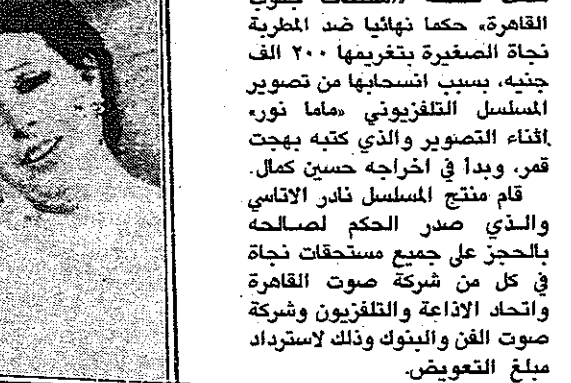 القاهرة» حكما نهائيا ضد المطربة
نجاة الصغيرة بتغريمها ٢٠٠ الف
جنيه، بسبب انسحابها من تصوير
المسلسل التلفزيوني «ماما نور»
اثناء التصوير والذي كتبه بهجت
قمر، وبدأ في اخراجه حسين كمال.
قام منتج المسلسل نادر الاتاسي
والذي صدر الحكم لصالحه
بالحجز على جميع مستحقات نجاة
في كل من شركة صوت القاهرة
واتحاد الاذاعة والتلفزيون وشركة
صوت الفن والبنوك وذلك لاسترداد
مبلغ التعويض.